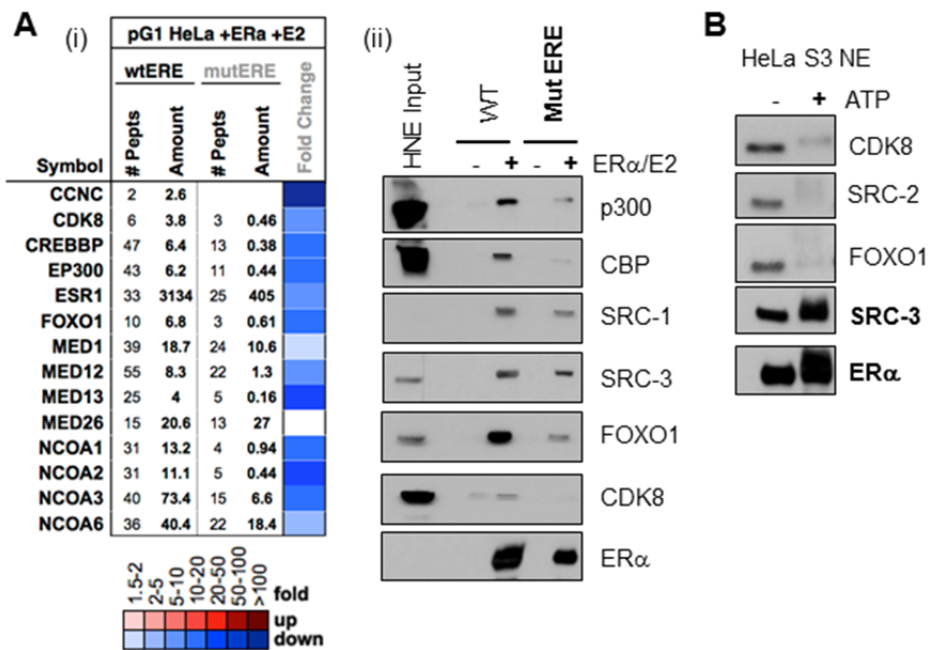 A
(i)
pG1 HeLa +ERa +E2
wtERE mutERE Fold Change
Symbol # Pepts Amount # Pepts Amount
CCNC 2 2.6
CDK8 6 3.8 3 0.46
CREBBP 47 6.4 13 0.38
EP300 43 6.2 11 0.44
ESR1 33 3134 25 405
FOXO1 10 6.8 3 0.61
MED1 39 18.7 24 10.6
MED12 55 8.3 22 1.3
MED13 25 4 5 0.16
MED26 15 20.6 13 27
NCOA1 31 13.2 4 0.94
NCOA2 31 11.1 5 0.44
NCOA3 40 73.4 15 6.6
NCOA6 36 40.4 22 18.4
1.5-2 2-5 5-10 10-20 20-50 50-100 >100 fold
up
down
(ii)
HNE Input WT Mut ERE
- + - + ERα/E2
p300
CBP
SRC-1
SRC-3
FOXO1
CDK8
ERα
B
HeLa S3 NE
- + ATP
CDK8
SRC-2
FOXO1
SRC-3
ERα